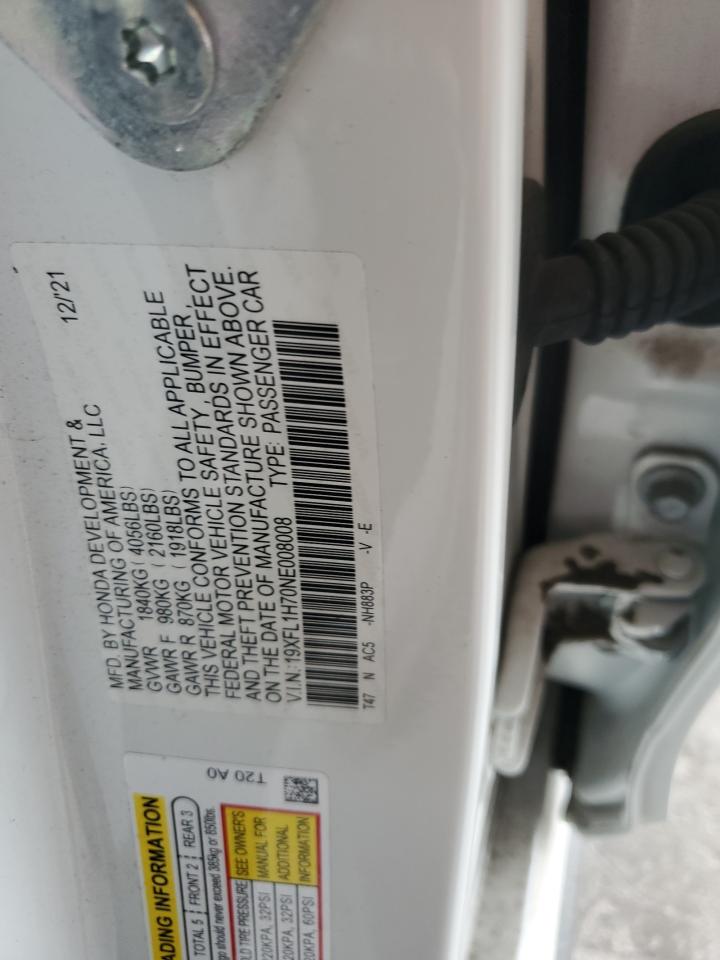 12/'21
MFD. BY HONDA DEVELOPMENT &
MANUFACTURING OF AMERICA, LLC
GVWR 1840KG ( 4056LBS)
GAWR F 980KG ( 2160LBS)
GAWR R 870KG ( 1918LBS)
THIS VEHICLE CONFORMS TO ALL APPLICABLE
FEDERAL MOTOR VEHICLE SAFETY, BUMPER,
AND THEFT PREVENTION STANDARDS IN EFFECT
ON THE DATE OF MANUFACTURE SHOWN ABOVE.
V.I.N.:19XFL1H70NE008008 TYPE: PASSENGER CAR
T47 N AC5 -NH883P -V -E
T20 A0
ADING INFORMATION
TOTAL 5 FRONT 2 REAR 3
go should never exceed 385kg or 850lbs.
LD TIRE PRESSURE SEE OWNER'S
20KPA, 32PSI MANUAL FOR
20KPA, 32PSI ADDITIONAL
20KPA, 60PSI INFORMATION